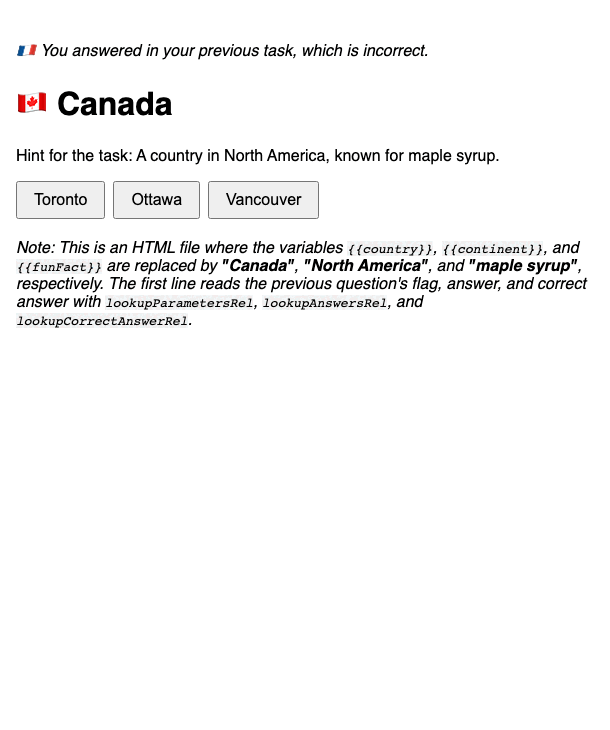 🇫🇷 You answered in your previous task, which is incorrect.
🇨🇦 Canada
Hint for the task: A country in North America, known for maple syrup.
Toronto Ottawa Vancouver
Note: This is an HTML file where the variables {{country}}, {{continent}}, and
{{funFact}} are replaced by "Canada", "North America", and "maple syrup",
respectively. The first line reads the previous question's flag, answer, and correct
answer with lookupParametersRel, lookupAnswersRel, and
lookupCorrectAnswerRel.